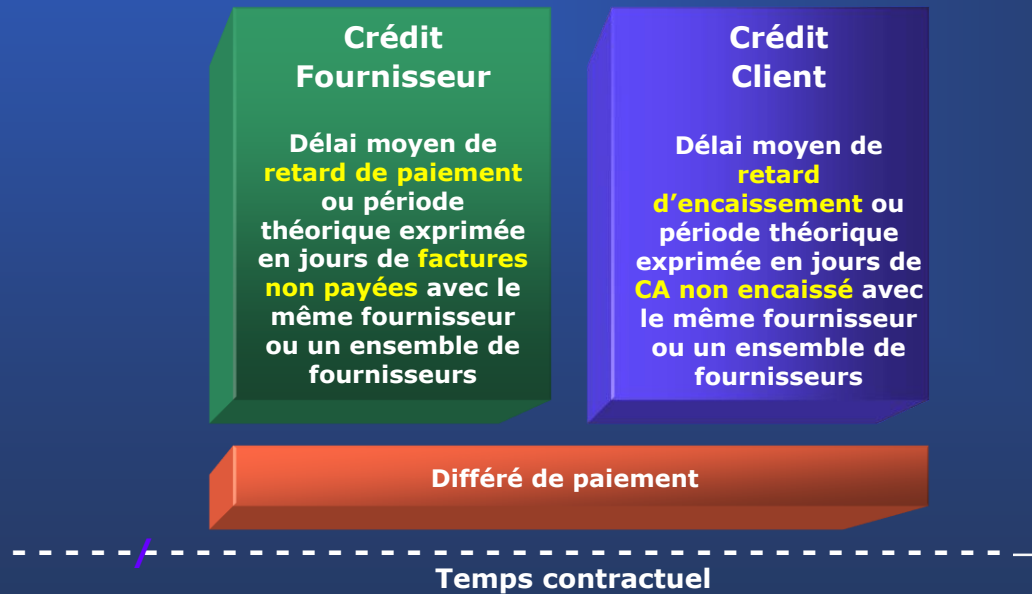 Crédit
Fournisseur
Délai moyen de
retard de paiement
ou période
théorique exprimée
en jours de factures
non payées avec le
même fournisseur
ou un ensemble de
fournisseurs
Crédit
Client
Délai moyen de
retard
d'encaissement ou
période théorique
exprimée en jours de
CA non encaissé avec
le même fournisseur
ou un ensemble de
fournisseurs
Différé de paiement
Temps contractuel